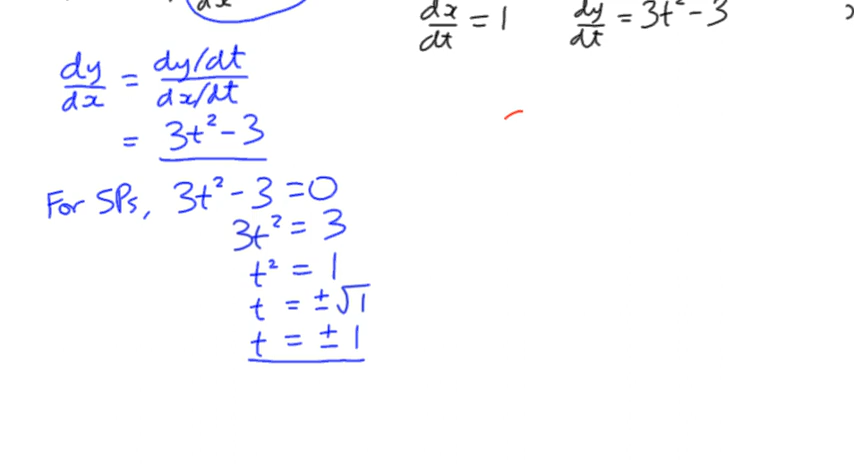 dx/dt = 1 dy/dt = 3t² - 3
dy/dx = dy/dt / dx/dt
= 3t² - 3
For SPs, 3t² - 3 = 0
3t² = 3
t² = 1
t = ±√1
t = ±1